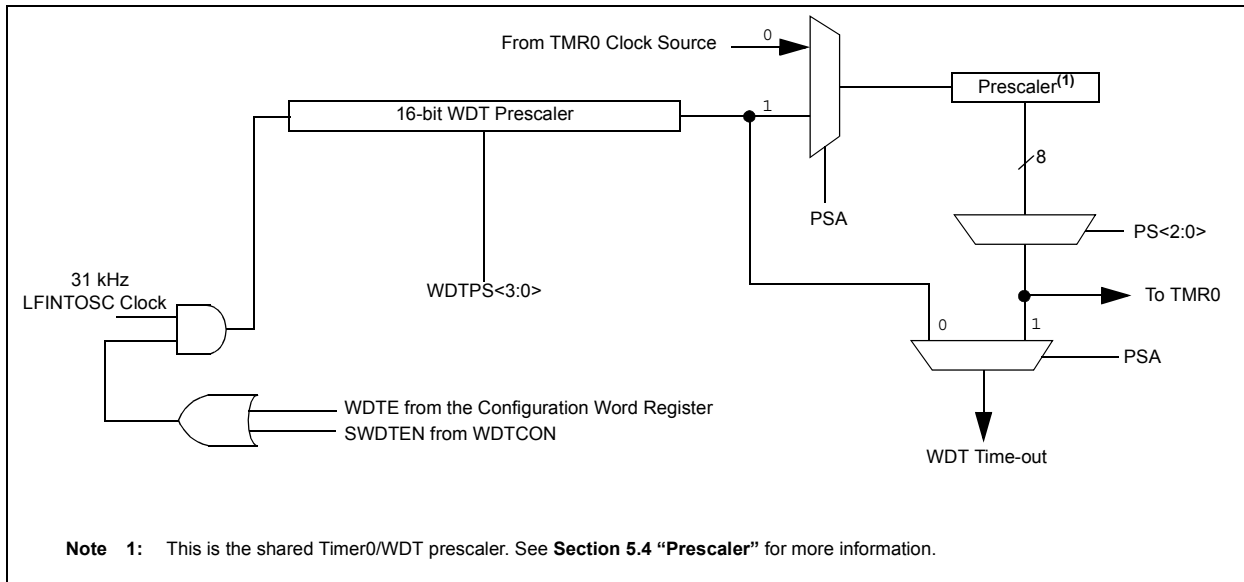 From TMR0 Clock Source
0
Prescaler(1)
16-bit WDT Prescaler
1
8
PSA
PS<2:0>
31 kHz
LFINTOSC Clock
WDTPS<3:0>
To TMR0
0
1
PSA
WDTE from the Configuration Word Register
SWDTEN from WDTCON
WDT Time-out
Note 1: This is the shared Timer0/WDT prescaler. See Section 5.4 “Prescaler” for more information.